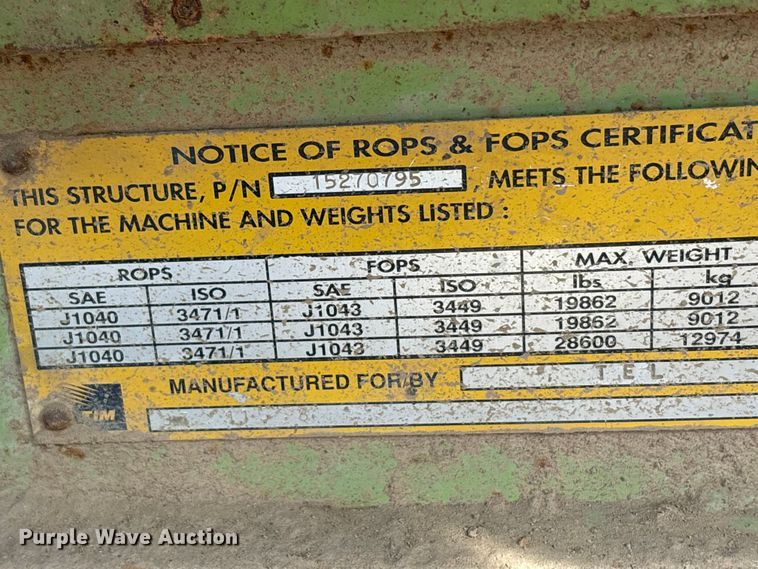 NOTICE OF ROPS & FOPS CERTIFICAT
THIS STRUCTURE, P/N 15270795 , MEETS THE FOLLOWIN
FOR THE MACHINE AND WEIGHTS LISTED :
ROPS FOPS MAX. WEIGHT
SAE ISO SAE ISO lbs kg
J1040 3471/1 J1043 3449 19862 9012
J1040 3471/1 J1043 3449 19862 9012
J1040 3471/1 J1043 3449 28600 12974
MANUFACTURED FOR/BY TEL
TIM
Purple Wave Auction